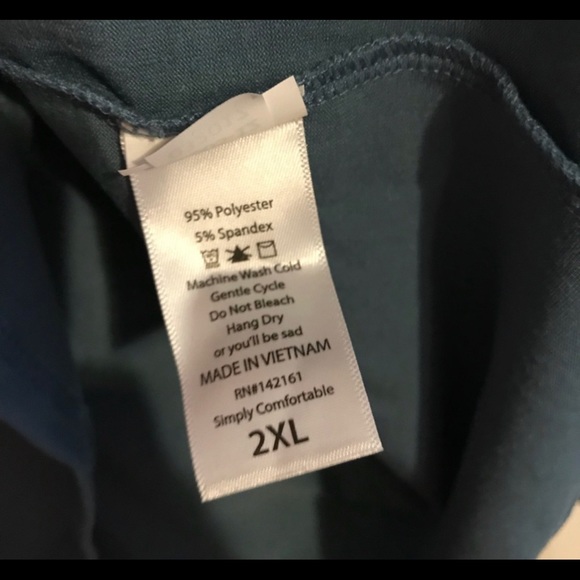 95% Polyester
5% Spandex
Machine Wash Cold
Gentle Cycle
Do Not Bleach
Hang Dry
or you'll be sad
MADE IN VIETNAM
RN#142161
Simply Comfortable
2XL